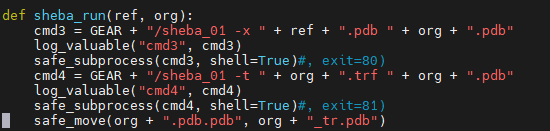 def sheba_run(ref, org):
    cmd3 = GEAR + "/sheba_01 -x " + ref + ".pdb " + org + ".pdb"
    log_valuable("cmd3", cmd3)
    safe_subprocess(cmd3, shell=True)#, exit=80)
    cmd4 = GEAR + "/sheba_01 -t " + org + ".trf " + org + ".pdb"
    log_valuable("cmd4", cmd4)
    safe_subprocess(cmd4, shell=True)#, exit=81)
    safe_move(org + ".pdb.pdb", org + "_tr.pdb")